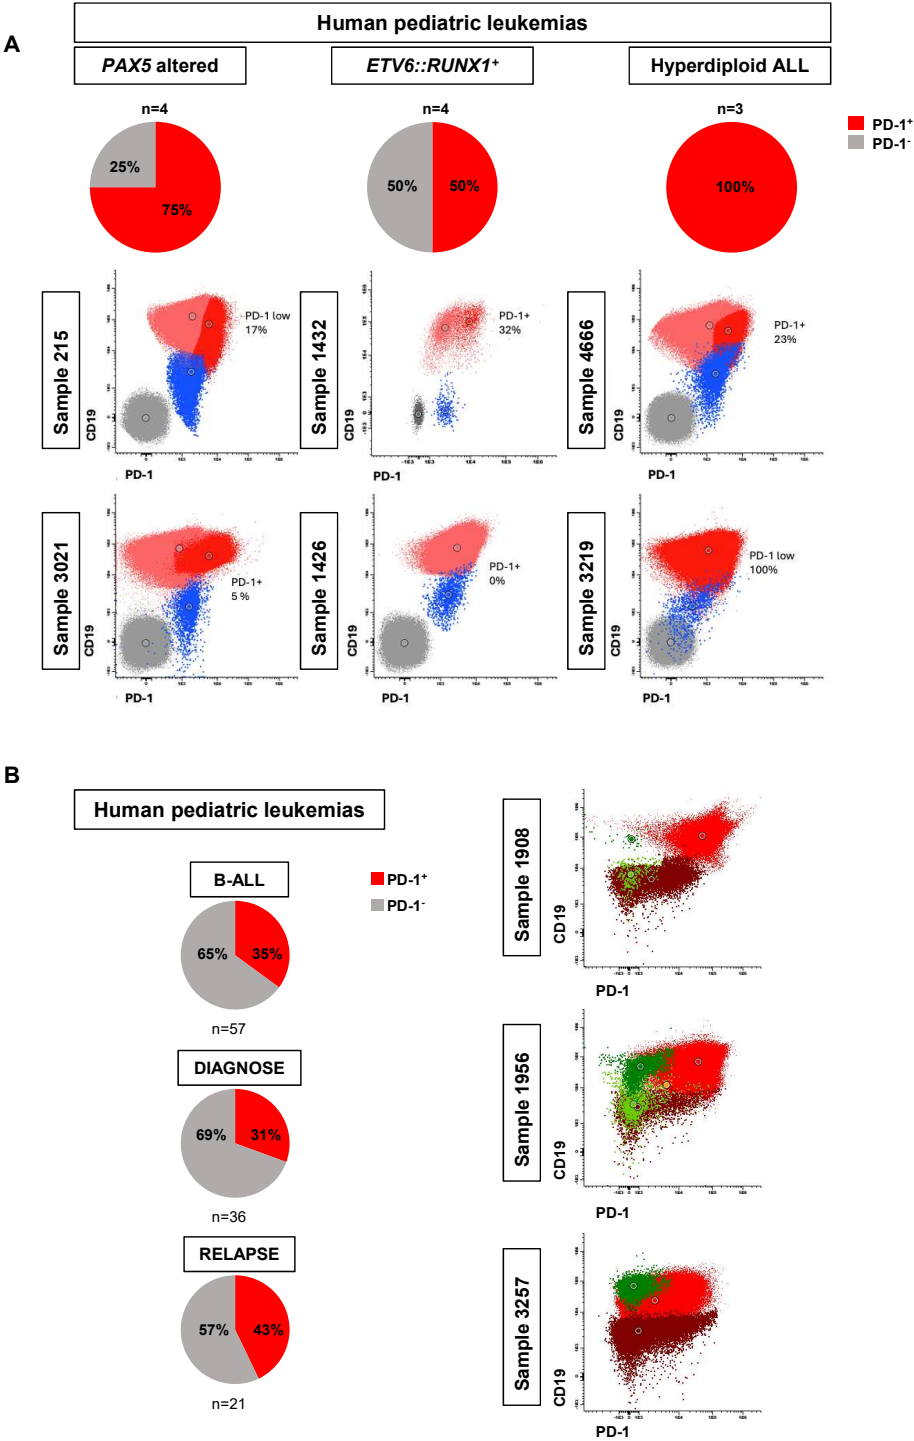 A
Human pediatric leukemias
PAX5 altered
ETV6::RUNX1+
Hyperdiploid ALL
n=4
n=4
n=3
PD-1+
PD-1-
25%
75%
50%
50%
100%
Sample 215
CD19
PD-1 low
17%
PD-1
Sample 1432
CD19
PD-1+
32%
PD-1
Sample 4666
CD19
PD-1+
23%
PD-1
Sample 3021
CD19
PD-1+
5 %
PD-1
Sample 1426
CD19
PD-1+
0%
PD-1
Sample 3219
CD19
PD-1 low
100%
PD-1
B
Human pediatric leukemias
B-ALL
PD-1+
PD-1-
65%
35%
n=57
DIAGNOSE
69%
31%
n=36
RELAPSE
57%
43%
n=21
Sample 1908
CD19
PD-1
Sample 1956
CD19
PD-1
Sample 3257
CD19
PD-1